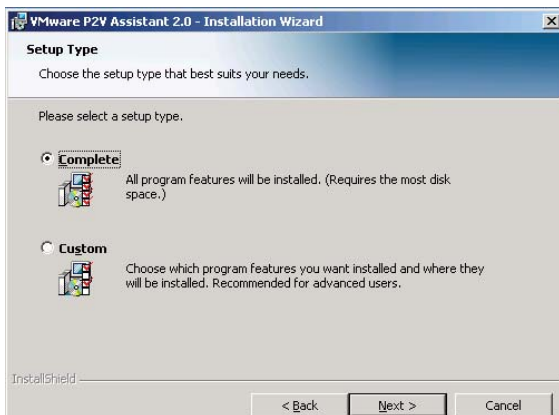 VMware P2V Assistant 2.0 - Installation Wizard
Setup Type
Choose the setup type that best suits your needs.
Please select a setup type.
Complete
All program features will be installed. (Requires the most disk
space.)
Custom
Choose which program features you want installed and where they
will be installed. Recommended for advanced users.
InstallShield
< Back Next > Cancel